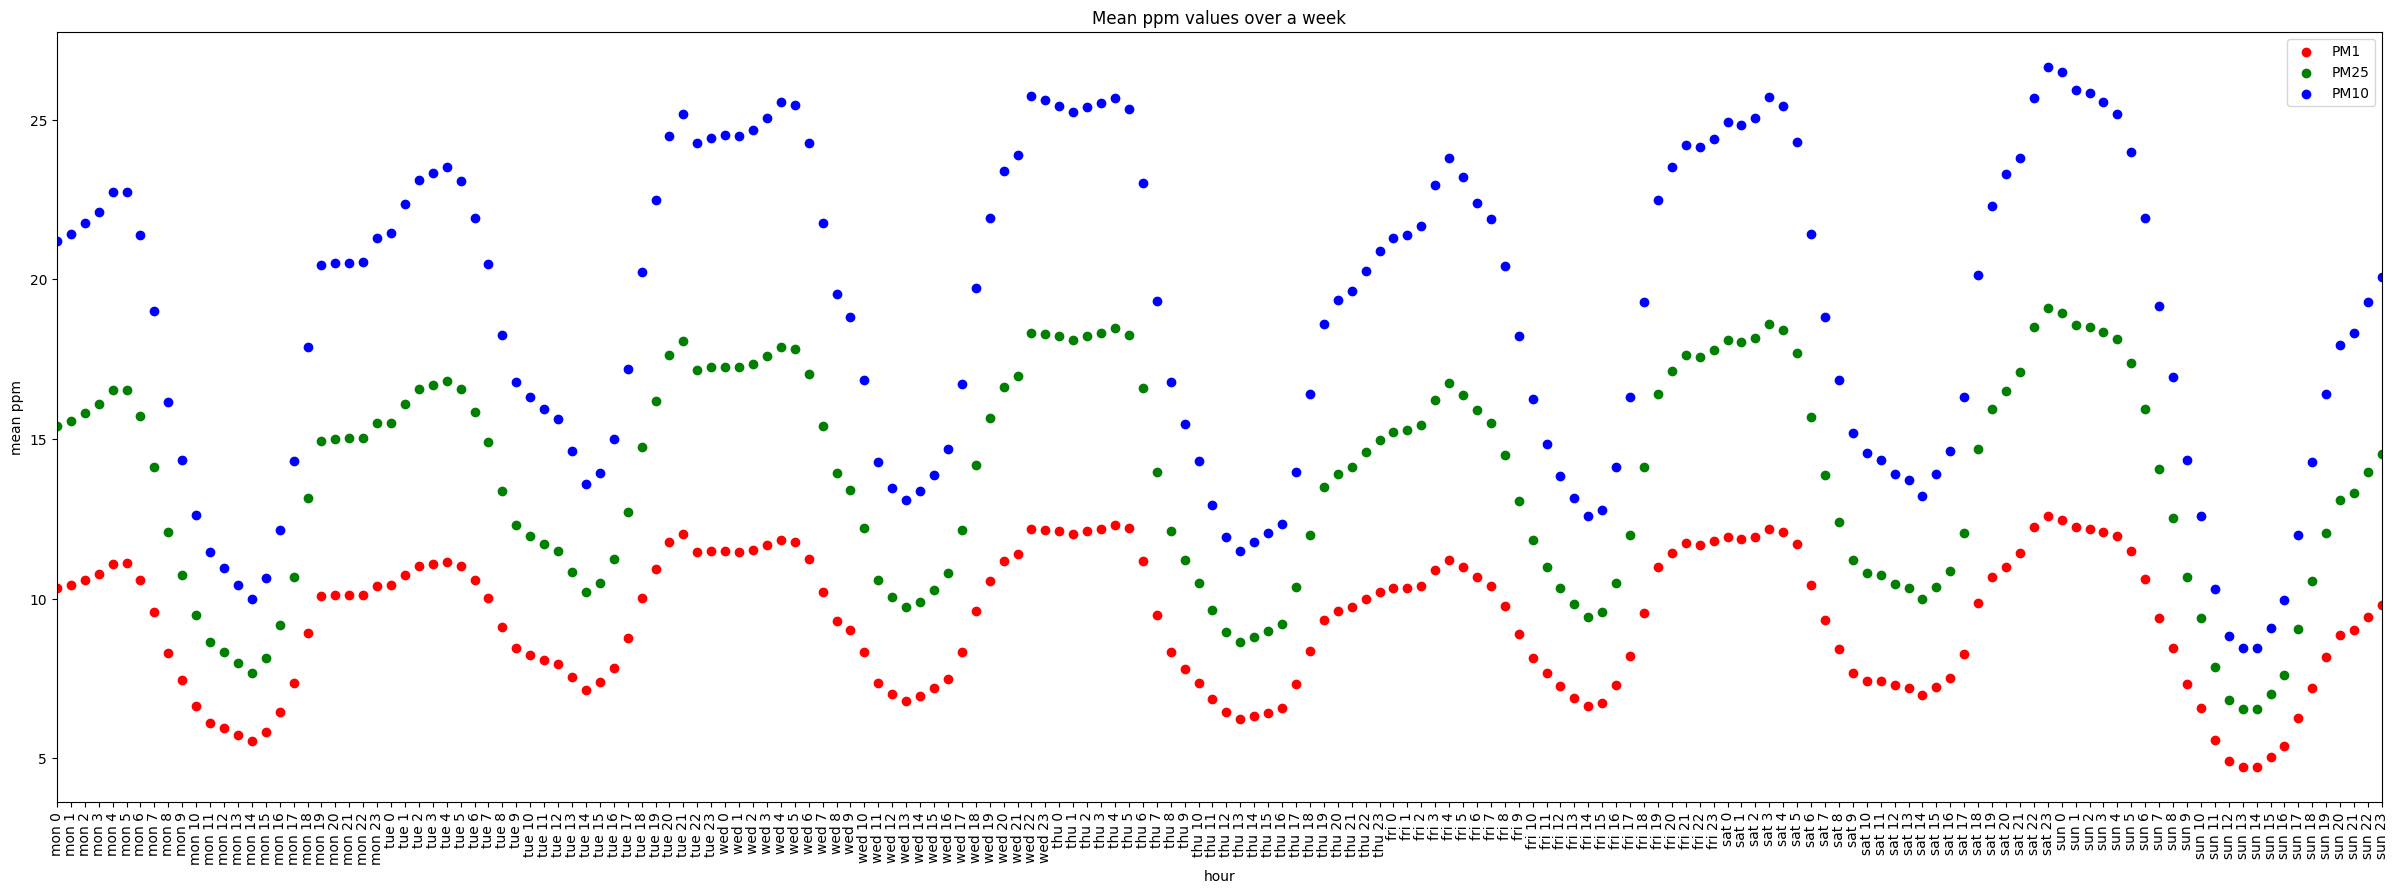 Mean ppm values over a week
PM1
PM25
PM10
25
20
15
10
5
mean ppm
mon 0
mon 1
mon 2
mon 3
mon 4
mon 5
mon 6
mon 7
mon 8
mon 9
mon 10
mon 11
mon 12
mon 13
mon 14
mon 15
mon 16
mon 17
mon 18
mon 19
mon 20
mon 21
mon 22
mon 23
tue 0
tue 1
tue 2
tue 3
tue 4
tue 5
tue 6
tue 7
tue 8
tue 9
tue 10
tue 11
tue 12
tue 13
tue 14
tue 15
tue 16
tue 17
tue 18
tue 19
tue 20
tue 21
tue 22
tue 23
wed 0
wed 1
wed 2
wed 3
wed 4
wed 5
wed 6
wed 7
wed 8
wed 9
wed 10
wed 11
wed 12
wed 13
wed 14
wed 15
wed 16
wed 17
wed 18
wed 19
wed 20
wed 21
wed 22
wed 23
thu 0
thu 1
thu 2
thu 3
thu 4
thu 5
thu 6
thu 7
thu 8
thu 9
thu 10
thu 11
thu 12
thu 13
thu 14
thu 15
thu 16
thu 17
thu 18
thu 19
thu 20
thu 21
thu 22
thu 23
fri 0
fri 1
fri 2
fri 3
fri 4
fri 5
fri 6
fri 7
fri 8
fri 9
fri 10
fri 11
fri 12
fri 13
fri 14
fri 15
fri 16
fri 17
fri 18
fri 19
fri 20
fri 21
fri 22
fri 23
sat 0
sat 1
sat 2
sat 3
sat 4
sat 5
sat 6
sat 7
sat 8
sat 9
sat 10
sat 11
sat 12
sat 13
sat 14
sat 15
sat 16
sat 17
sat 18
sat 19
sat 20
sat 21
sat 22
sat 23
sun 0
sun 1
sun 2
sun 3
sun 4
sun 5
sun 6
sun 7
sun 8
sun 9
sun 10
sun 11
sun 12
sun 13
sun 14
sun 15
sun 16
sun 17
sun 18
sun 19
sun 20
sun 21
sun 22
sun 23
hour